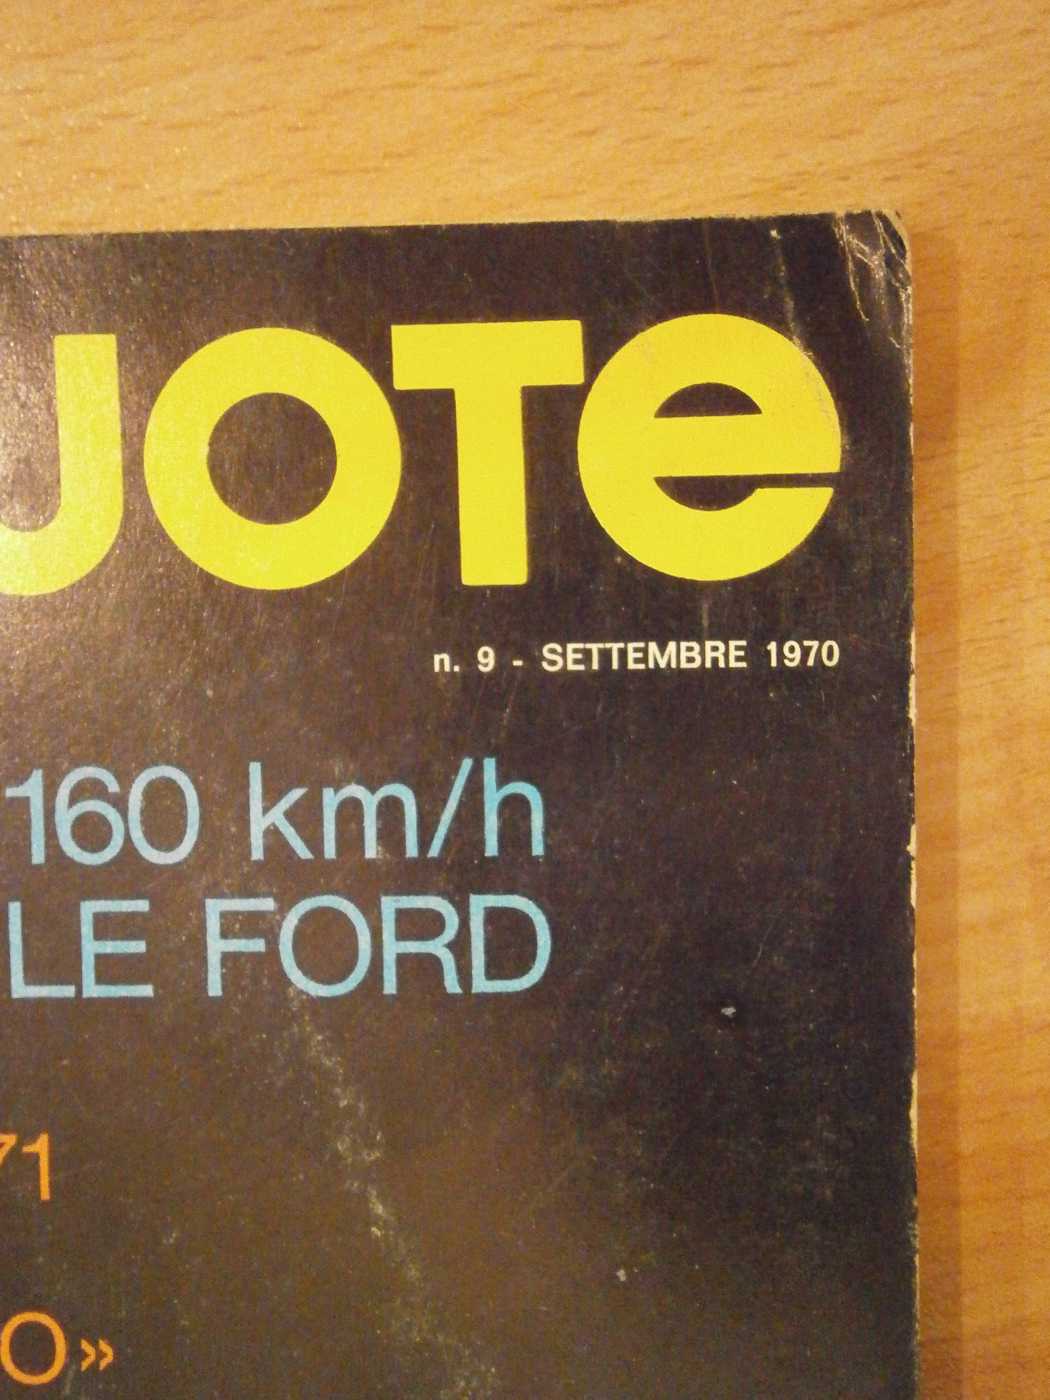 UOTE
n. 9 - SETTEMBRE 1970
160 km/h
LE FORD
71
O»